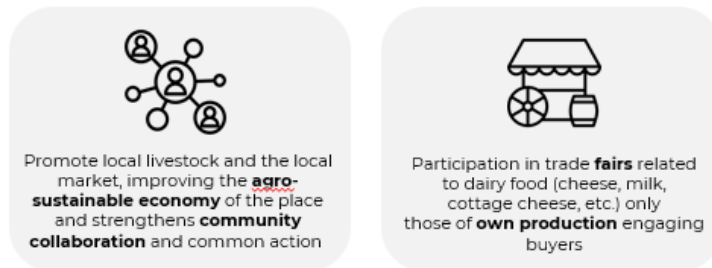 Promote local livestock and the local
market, improving the agro-
sustainable economy of the place
and strengthens community
collaboration and common action
Participation in trade fairs related
to dairy food (cheese, milk,
cottage cheese, etc.) only
those of own production engaging
buyers